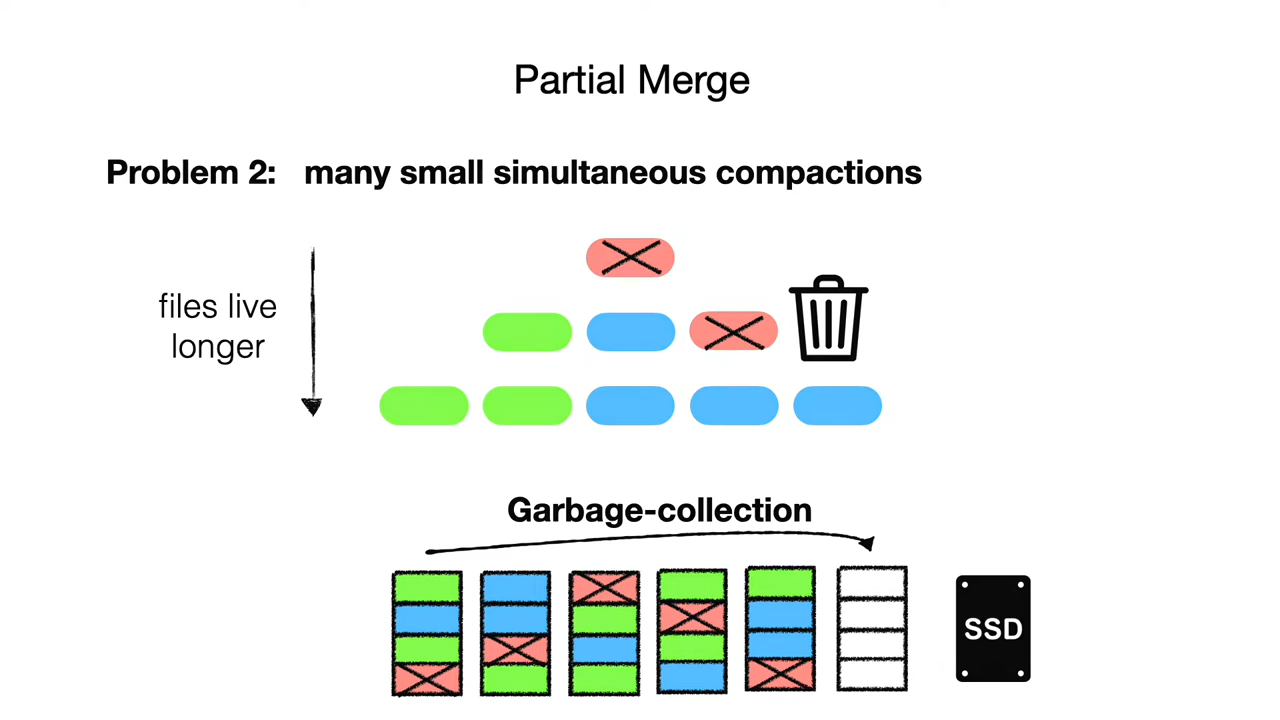 Partial Merge
Problem 2: many small simultaneous compactions
files live
longer
Garbage-collection
SSD